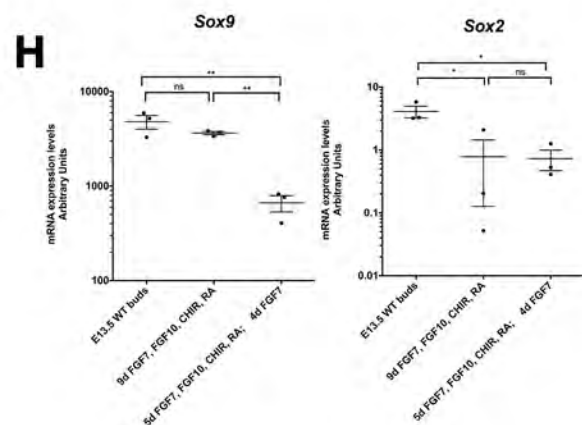 H
Sox9
mRNA expression levels
Arbitrary Units
10000
1000
100
**
ns
**
E13.5 WT buds
9d FGF7, FGF10, CHIR, RA
5d FGF7, FGF10, CHIR, RA; 4d FGF7
Sox2
mRNA expression levels
Arbitrary Units
10
1
0.1
0.01
*
*
ns
E13.5 WT buds
9d FGF7, FGF10, CHIR, RA
5d FGF7, FGF10, CHIR, RA; 4d FGF7